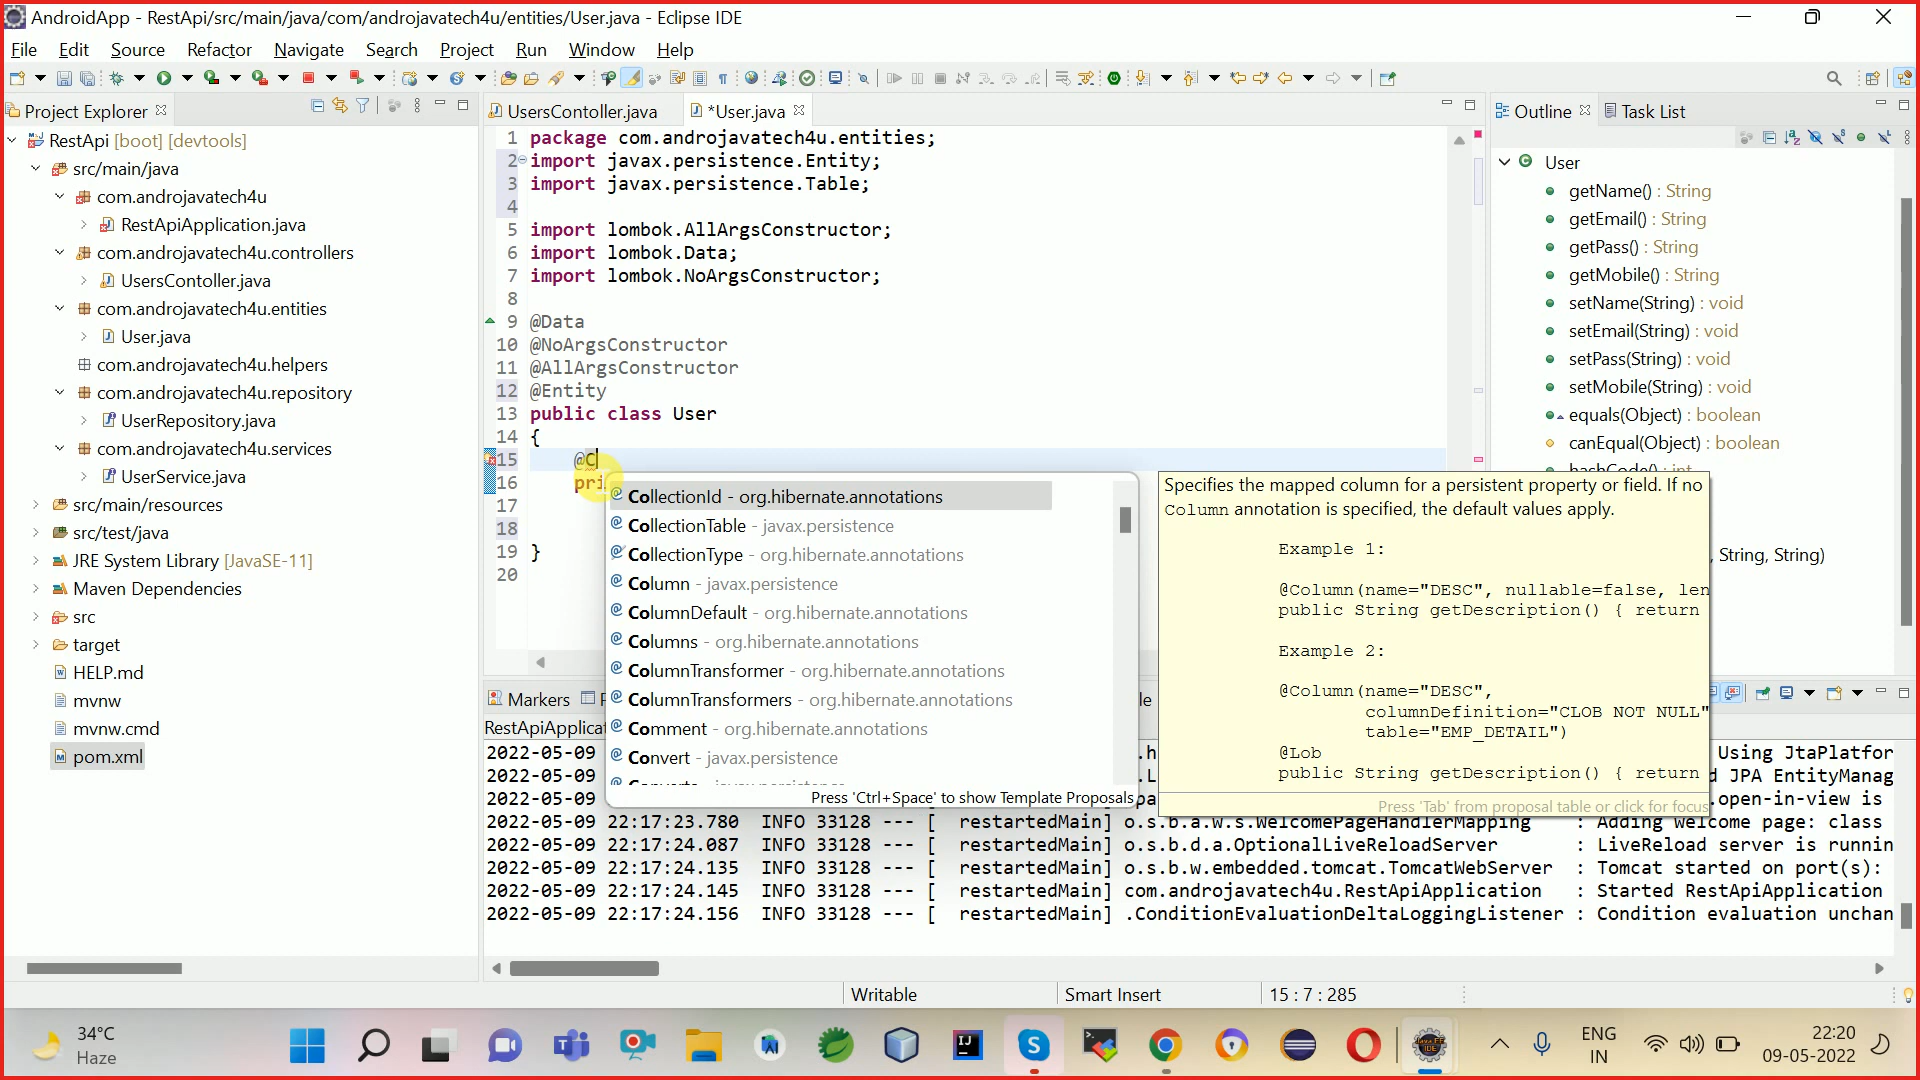 AndroidApp - RestApi/src/main/java/com/androjavatech4u/entities/User.java - Eclipse IDE
File Edit Source Refactor Navigate Search Project Run Window Help
Project Explorer
RestApi [boot] [devtools]
src/main/java
com.androjavatech4u
RestApiApplication.java
com.androjavatech4u.controllers
UsersContoller.java
com.androjavatech4u.entities
User.java
com.androjavatech4u.helpers
com.androjavatech4u.repository
UserRepository.java
com.androjavatech4u.services
UserService.java
src/main/resources
src/test/java
JRE System Library [JavaSE-11]
Maven Dependencies
src
target
HELP.md
mvnw
mvnw.cmd
pom.xml
UsersContoller.java *User.java
1 package com.androjavatech4u.entities;
2 import javax.persistence.Entity;
3 import javax.persistence.Table;
4
5 import lombok.AllArgsConstructor;
6 import lombok.Data;
7 import lombok.NoArgsConstructor;
8
9 @Data
10 @NoArgsConstructor
11 @AllArgsConstructor
12 @Entity
13 public class User
14 {
15 @C
16 pri
17
18
19 }
20
CollectionId - org.hibernate.annotations
CollectionTable - javax.persistence
CollectionType - org.hibernate.annotations
Column - javax.persistence
ColumnDefault - org.hibernate.annotations
Columns - org.hibernate.annotations
ColumnTransformer - org.hibernate.annotations
ColumnTransformers - org.hibernate.annotations
Comment - org.hibernate.annotations
Convert - javax.persistence
Press 'Ctrl+Space' to show Template Proposals
Specifies the mapped column for a persistent property or field. If no
Column annotation is specified, the default values apply.
Example 1:
@Column(name="DESC", nullable=false, len
public String getDescription() { return
Example 2:
@Column(name="DESC",
columnDefinition="CLOB NOT NULL"
table="EMP_DETAIL")
@Lob
public String getDescription() { return
Press 'Tab' from proposal table or click for focus
Outline Task List
User
getName() : String
getEmail() : String
getPass() : String
getMobile() : String
setName(String) : void
setEmail(String) : void
setPass(String) : void
setMobile(String) : void
equals(Object) : boolean
canEqual(Object) : boolean
hashCode() : int
, String, String)
Markers
RestApiApplicat
2022-05-09 .h Using JtaPlatfor
2022-05-09 .L d JPA EntityManag
2022-05-09 pa .open-in-view is
2022-05-09 22:17:23.780 INFO 33128 --- [ restartedMain] o.s.b.a.w.s.WelcomePageHandlerMapping : Adding welcome page: class
2022-05-09 22:17:24.087 INFO 33128 --- [ restartedMain] o.s.b.d.a.OptionalLiveReloadServer : LiveReload server is runnin
2022-05-09 22:17:24.135 INFO 33128 --- [ restartedMain] o.s.b.w.embedded.tomcat.TomcatWebServer : Tomcat started on port(s):
2022-05-09 22:17:24.145 INFO 33128 --- [ restartedMain] com.androjavatech4u.RestApiApplication : Started RestApiApplication
2022-05-09 22:17:24.156 INFO 33128 --- [ restartedMain] .ConditionEvaluationDeltaLoggingListener : Condition evaluation unchan
Writable Smart Insert 15 : 7 : 285
34°C
Haze
ENG
IN
22:20
09-05-2022